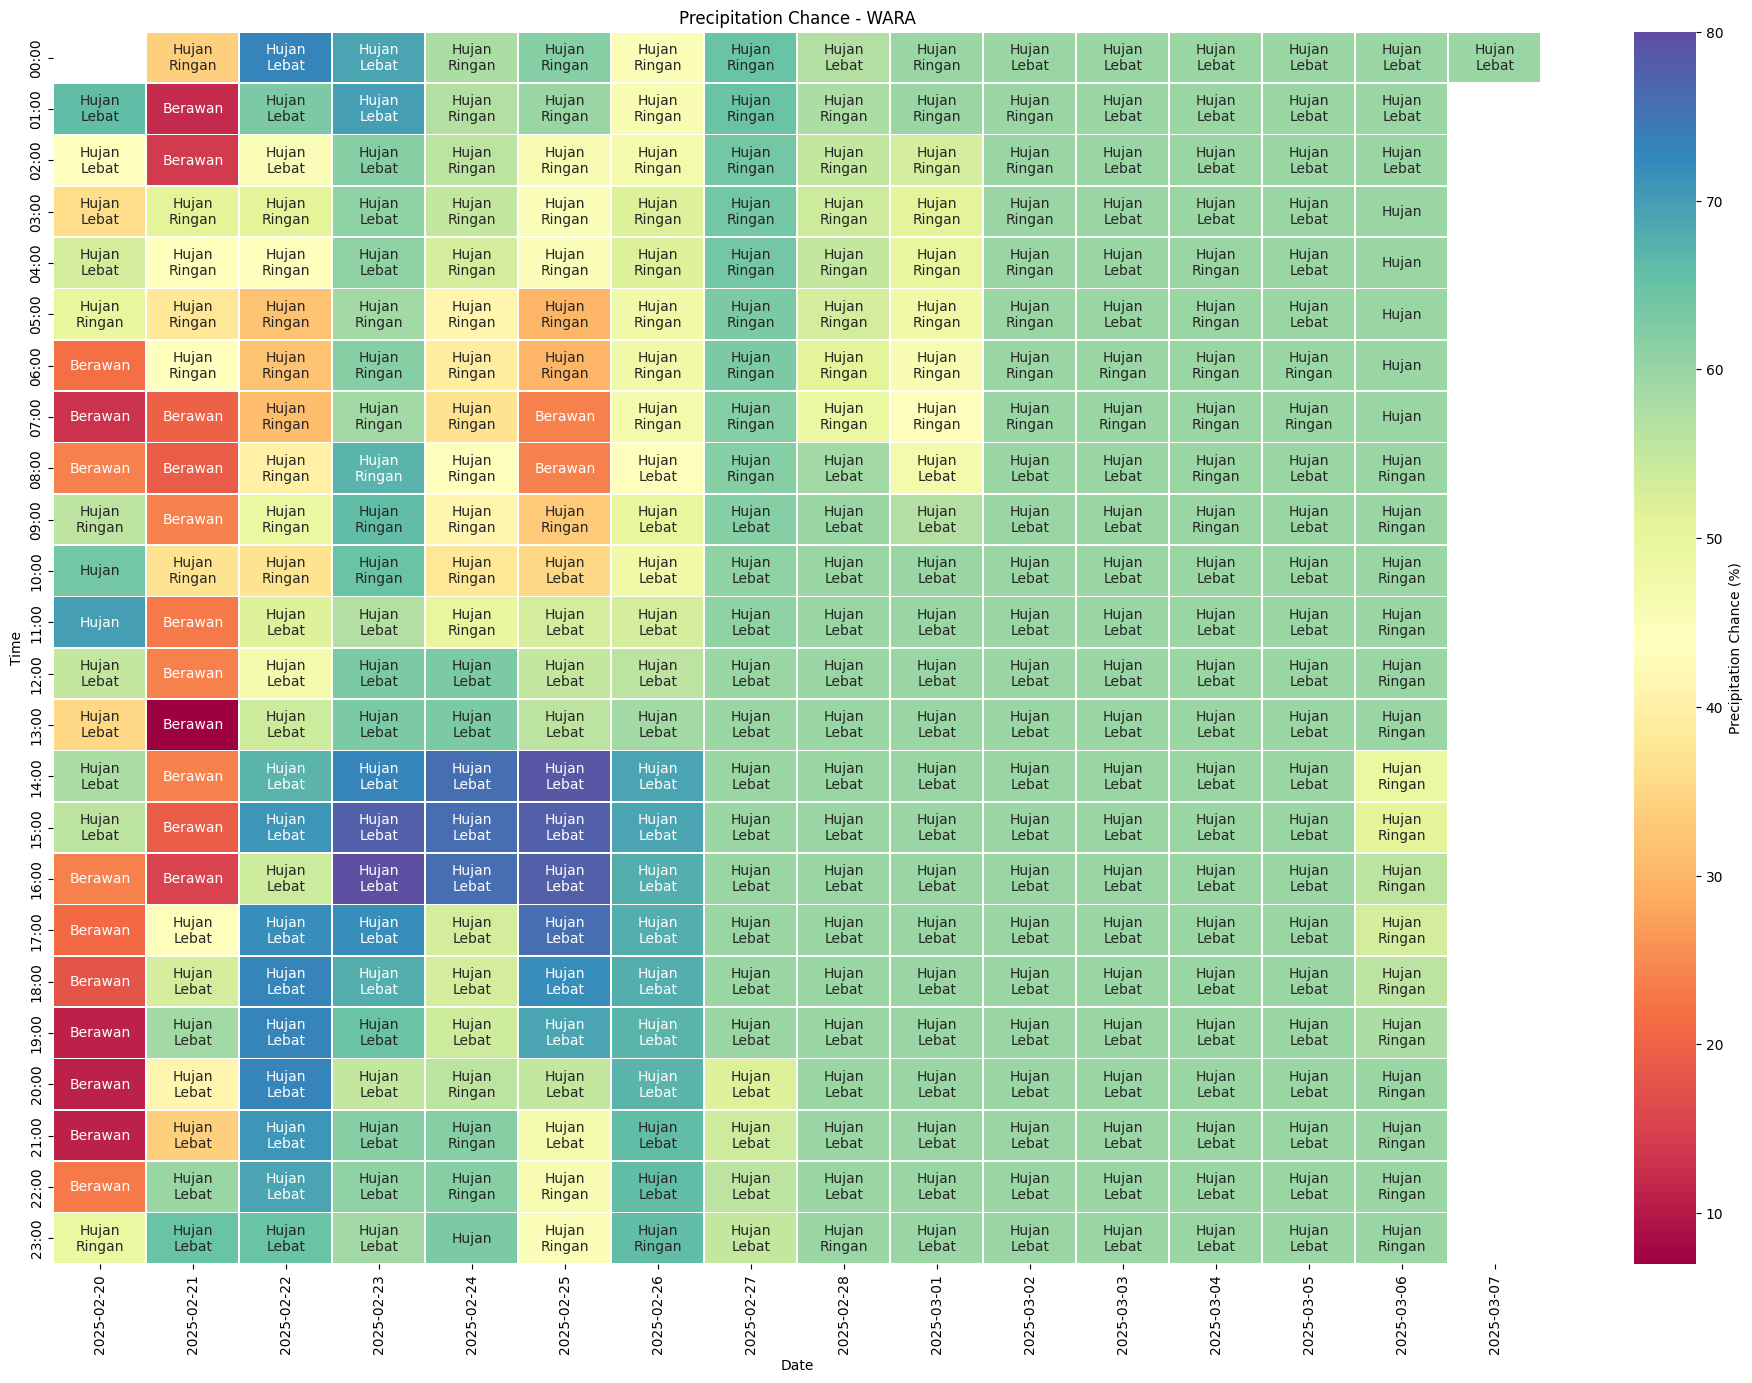 Precipitation Chance - WARA
00:00 Hujan Ringan Hujan Lebat Hujan Lebat Hujan Ringan Hujan Ringan Hujan Ringan Hujan Ringan Hujan Lebat Hujan Ringan Hujan Lebat Hujan Lebat Hujan Lebat Hujan Lebat Hujan Lebat Hujan Lebat
01:00 Hujan Lebat Berawan Hujan Lebat Hujan Lebat Hujan Ringan Hujan Ringan Hujan Ringan Hujan Ringan Hujan Ringan Hujan Ringan Hujan Ringan Hujan Lebat Hujan Lebat Hujan Lebat Hujan Lebat
02:00 Hujan Lebat Berawan Hujan Lebat Hujan Lebat Hujan Ringan Hujan Ringan Hujan Ringan Hujan Ringan Hujan Ringan Hujan Ringan Hujan Ringan Hujan Lebat Hujan Lebat Hujan Lebat Hujan Lebat
03:00 Hujan Lebat Hujan Ringan Hujan Ringan Hujan Lebat Hujan Ringan Hujan Ringan Hujan Ringan Hujan Ringan Hujan Ringan Hujan Ringan Hujan Ringan Hujan Lebat Hujan Lebat Hujan Lebat Hujan
04:00 Hujan Lebat Hujan Ringan Hujan Ringan Hujan Lebat Hujan Ringan Hujan Ringan Hujan Ringan Hujan Ringan Hujan Ringan Hujan Ringan Hujan Ringan Hujan Lebat Hujan Ringan Hujan Lebat Hujan
05:00 Hujan Ringan Hujan Ringan Hujan Ringan Hujan Ringan Hujan Ringan Hujan Ringan Hujan Ringan Hujan Ringan Hujan Ringan Hujan Ringan Hujan Ringan Hujan Lebat Hujan Ringan Hujan Lebat Hujan
06:00 Berawan Hujan Ringan Hujan Ringan Hujan Ringan Hujan Ringan Hujan Ringan Hujan Ringan Hujan Ringan Hujan Ringan Hujan Ringan Hujan Ringan Hujan Ringan Hujan Ringan Hujan Ringan Hujan
07:00 Berawan Berawan Hujan Ringan Hujan Ringan Hujan Ringan Berawan Hujan Ringan Hujan Ringan Hujan Ringan Hujan Ringan Hujan Ringan Hujan Ringan Hujan Ringan Hujan Ringan Hujan
08:00 Berawan Berawan Hujan Ringan Hujan Ringan Hujan Ringan Berawan Hujan Lebat Hujan Ringan Hujan Lebat Hujan Lebat Hujan Lebat Hujan Lebat Hujan Ringan Hujan Lebat Hujan Ringan
09:00 Hujan Ringan Berawan Hujan Ringan Hujan Ringan Hujan Ringan Hujan Ringan Hujan Lebat Hujan Lebat Hujan Lebat Hujan Lebat Hujan Lebat Hujan Lebat Hujan Ringan Hujan Lebat Hujan Ringan
10:00 Hujan Hujan Ringan Hujan Ringan Hujan Ringan Hujan Ringan Hujan Lebat Hujan Lebat Hujan Lebat Hujan Lebat Hujan Lebat Hujan Lebat Hujan Lebat Hujan Lebat Hujan Lebat Hujan Ringan
11:00 Hujan Berawan Hujan Lebat Hujan Lebat Hujan Ringan Hujan Lebat Hujan Lebat Hujan Lebat Hujan Lebat Hujan Lebat Hujan Lebat Hujan Lebat Hujan Lebat Hujan Lebat Hujan Ringan
12:00 Hujan Lebat Berawan Hujan Lebat Hujan Lebat Hujan Lebat Hujan Lebat Hujan Lebat Hujan Lebat Hujan Lebat Hujan Lebat Hujan Lebat Hujan Lebat Hujan Lebat Hujan Lebat Hujan Ringan
13:00 Hujan Lebat Berawan Hujan Lebat Hujan Lebat Hujan Lebat Hujan Lebat Hujan Lebat Hujan Lebat Hujan Lebat Hujan Lebat Hujan Lebat Hujan Lebat Hujan Lebat Hujan Lebat Hujan Ringan
14:00 Hujan Lebat Berawan Hujan Lebat Hujan Lebat Hujan Lebat Hujan Lebat Hujan Lebat Hujan Lebat Hujan Lebat Hujan Lebat Hujan Lebat Hujan Lebat Hujan Lebat Hujan Lebat Hujan Ringan
15:00 Hujan Lebat Berawan Hujan Lebat Hujan Lebat Hujan Lebat Hujan Lebat Hujan Lebat Hujan Lebat Hujan Lebat Hujan Lebat Hujan Lebat Hujan Lebat Hujan Lebat Hujan Lebat Hujan Ringan
16:00 Berawan Berawan Hujan Lebat Hujan Lebat Hujan Lebat Hujan Lebat Hujan Lebat Hujan Lebat Hujan Lebat Hujan Lebat Hujan Lebat Hujan Lebat Hujan Lebat Hujan Lebat Hujan Ringan
17:00 Berawan Hujan Lebat Hujan Lebat Hujan Lebat Hujan Lebat Hujan Lebat Hujan Lebat Hujan Lebat Hujan Lebat Hujan Lebat Hujan Lebat Hujan Lebat Hujan Lebat Hujan Lebat Hujan Ringan
18:00 Berawan Hujan Lebat Hujan Lebat Hujan Lebat Hujan Lebat Hujan Lebat Hujan Lebat Hujan Lebat Hujan Lebat Hujan Lebat Hujan Lebat Hujan Lebat Hujan Lebat Hujan Lebat Hujan Ringan
19:00 Berawan Hujan Lebat Hujan Lebat Hujan Lebat Hujan Lebat Hujan Lebat Hujan Lebat Hujan Lebat Hujan Lebat Hujan Lebat Hujan Lebat Hujan Lebat Hujan Lebat Hujan Lebat Hujan Ringan
20:00 Berawan Hujan Lebat Hujan Lebat Hujan Lebat Hujan Ringan Hujan Lebat Hujan Lebat Hujan Lebat Hujan Lebat Hujan Lebat Hujan Lebat Hujan Lebat Hujan Lebat Hujan Lebat Hujan Ringan
21:00 Berawan Hujan Lebat Hujan Lebat Hujan Lebat Hujan Ringan Hujan Lebat Hujan Lebat Hujan Lebat Hujan Lebat Hujan Lebat Hujan Lebat Hujan Lebat Hujan Lebat Hujan Lebat Hujan Ringan
22:00 Berawan Hujan Lebat Hujan Lebat Hujan Lebat Hujan Ringan Hujan Ringan Hujan Lebat Hujan Lebat Hujan Lebat Hujan Lebat Hujan Lebat Hujan Lebat Hujan Lebat Hujan Lebat Hujan Ringan
23:00 Hujan Ringan Hujan Lebat Hujan Lebat Hujan Lebat Hujan Hujan Ringan Hujan Ringan Hujan Lebat Hujan Ringan Hujan Lebat Hujan Lebat Hujan Lebat Hujan Lebat Hujan Lebat Hujan Ringan
Time
2025-02-20 2025-02-21 2025-02-22 2025-02-23 2025-02-24 2025-02-25 2025-02-26 2025-02-27 2025-02-28 2025-03-01 2025-03-02 2025-03-03 2025-03-04 2025-03-05 2025-03-06 2025-03-07
Date
80
70
60
50
40
30
20
10
Precipitation Chance (%)